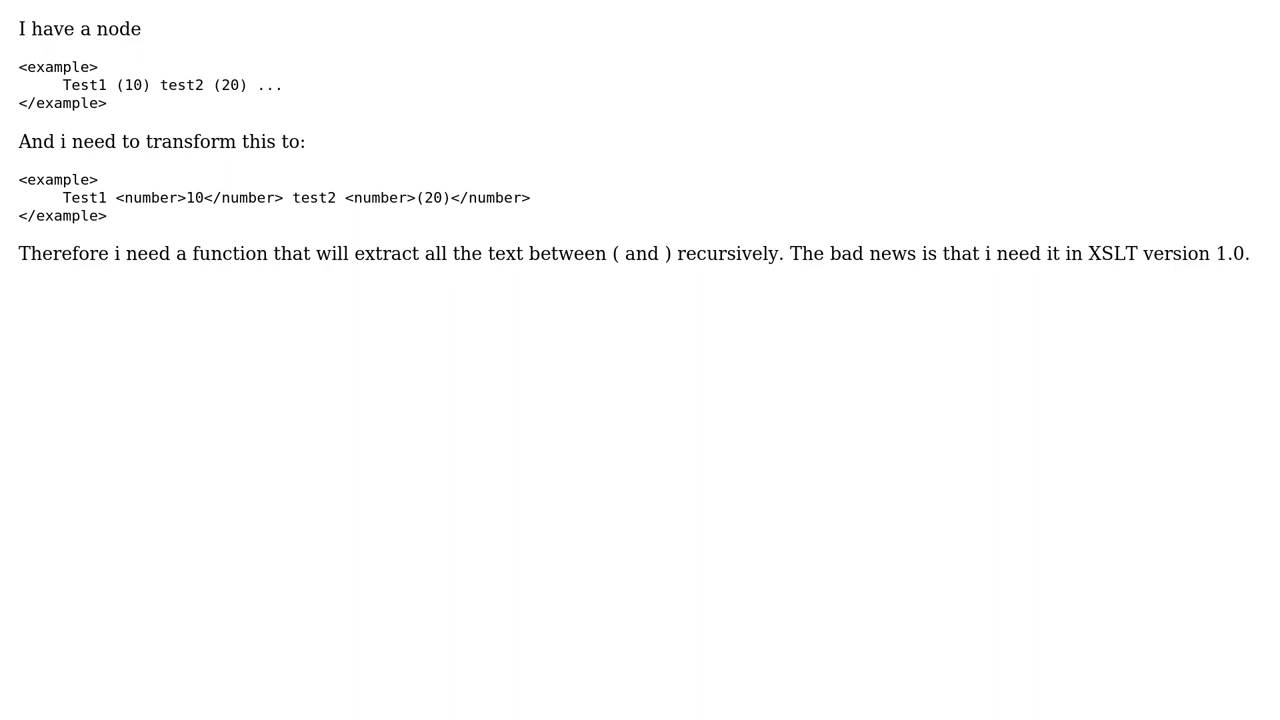 I have a node
<example>
     Test1 (10) test2 (20) ...
</example>
And i need to transform this to:
<example>
     Test1 <number>10</number> test2 <number>(20)</number>
</example>
Therefore i need a function that will extract all the text between ( and ) recursively. The bad news is that i need it in XSLT version 1.0.